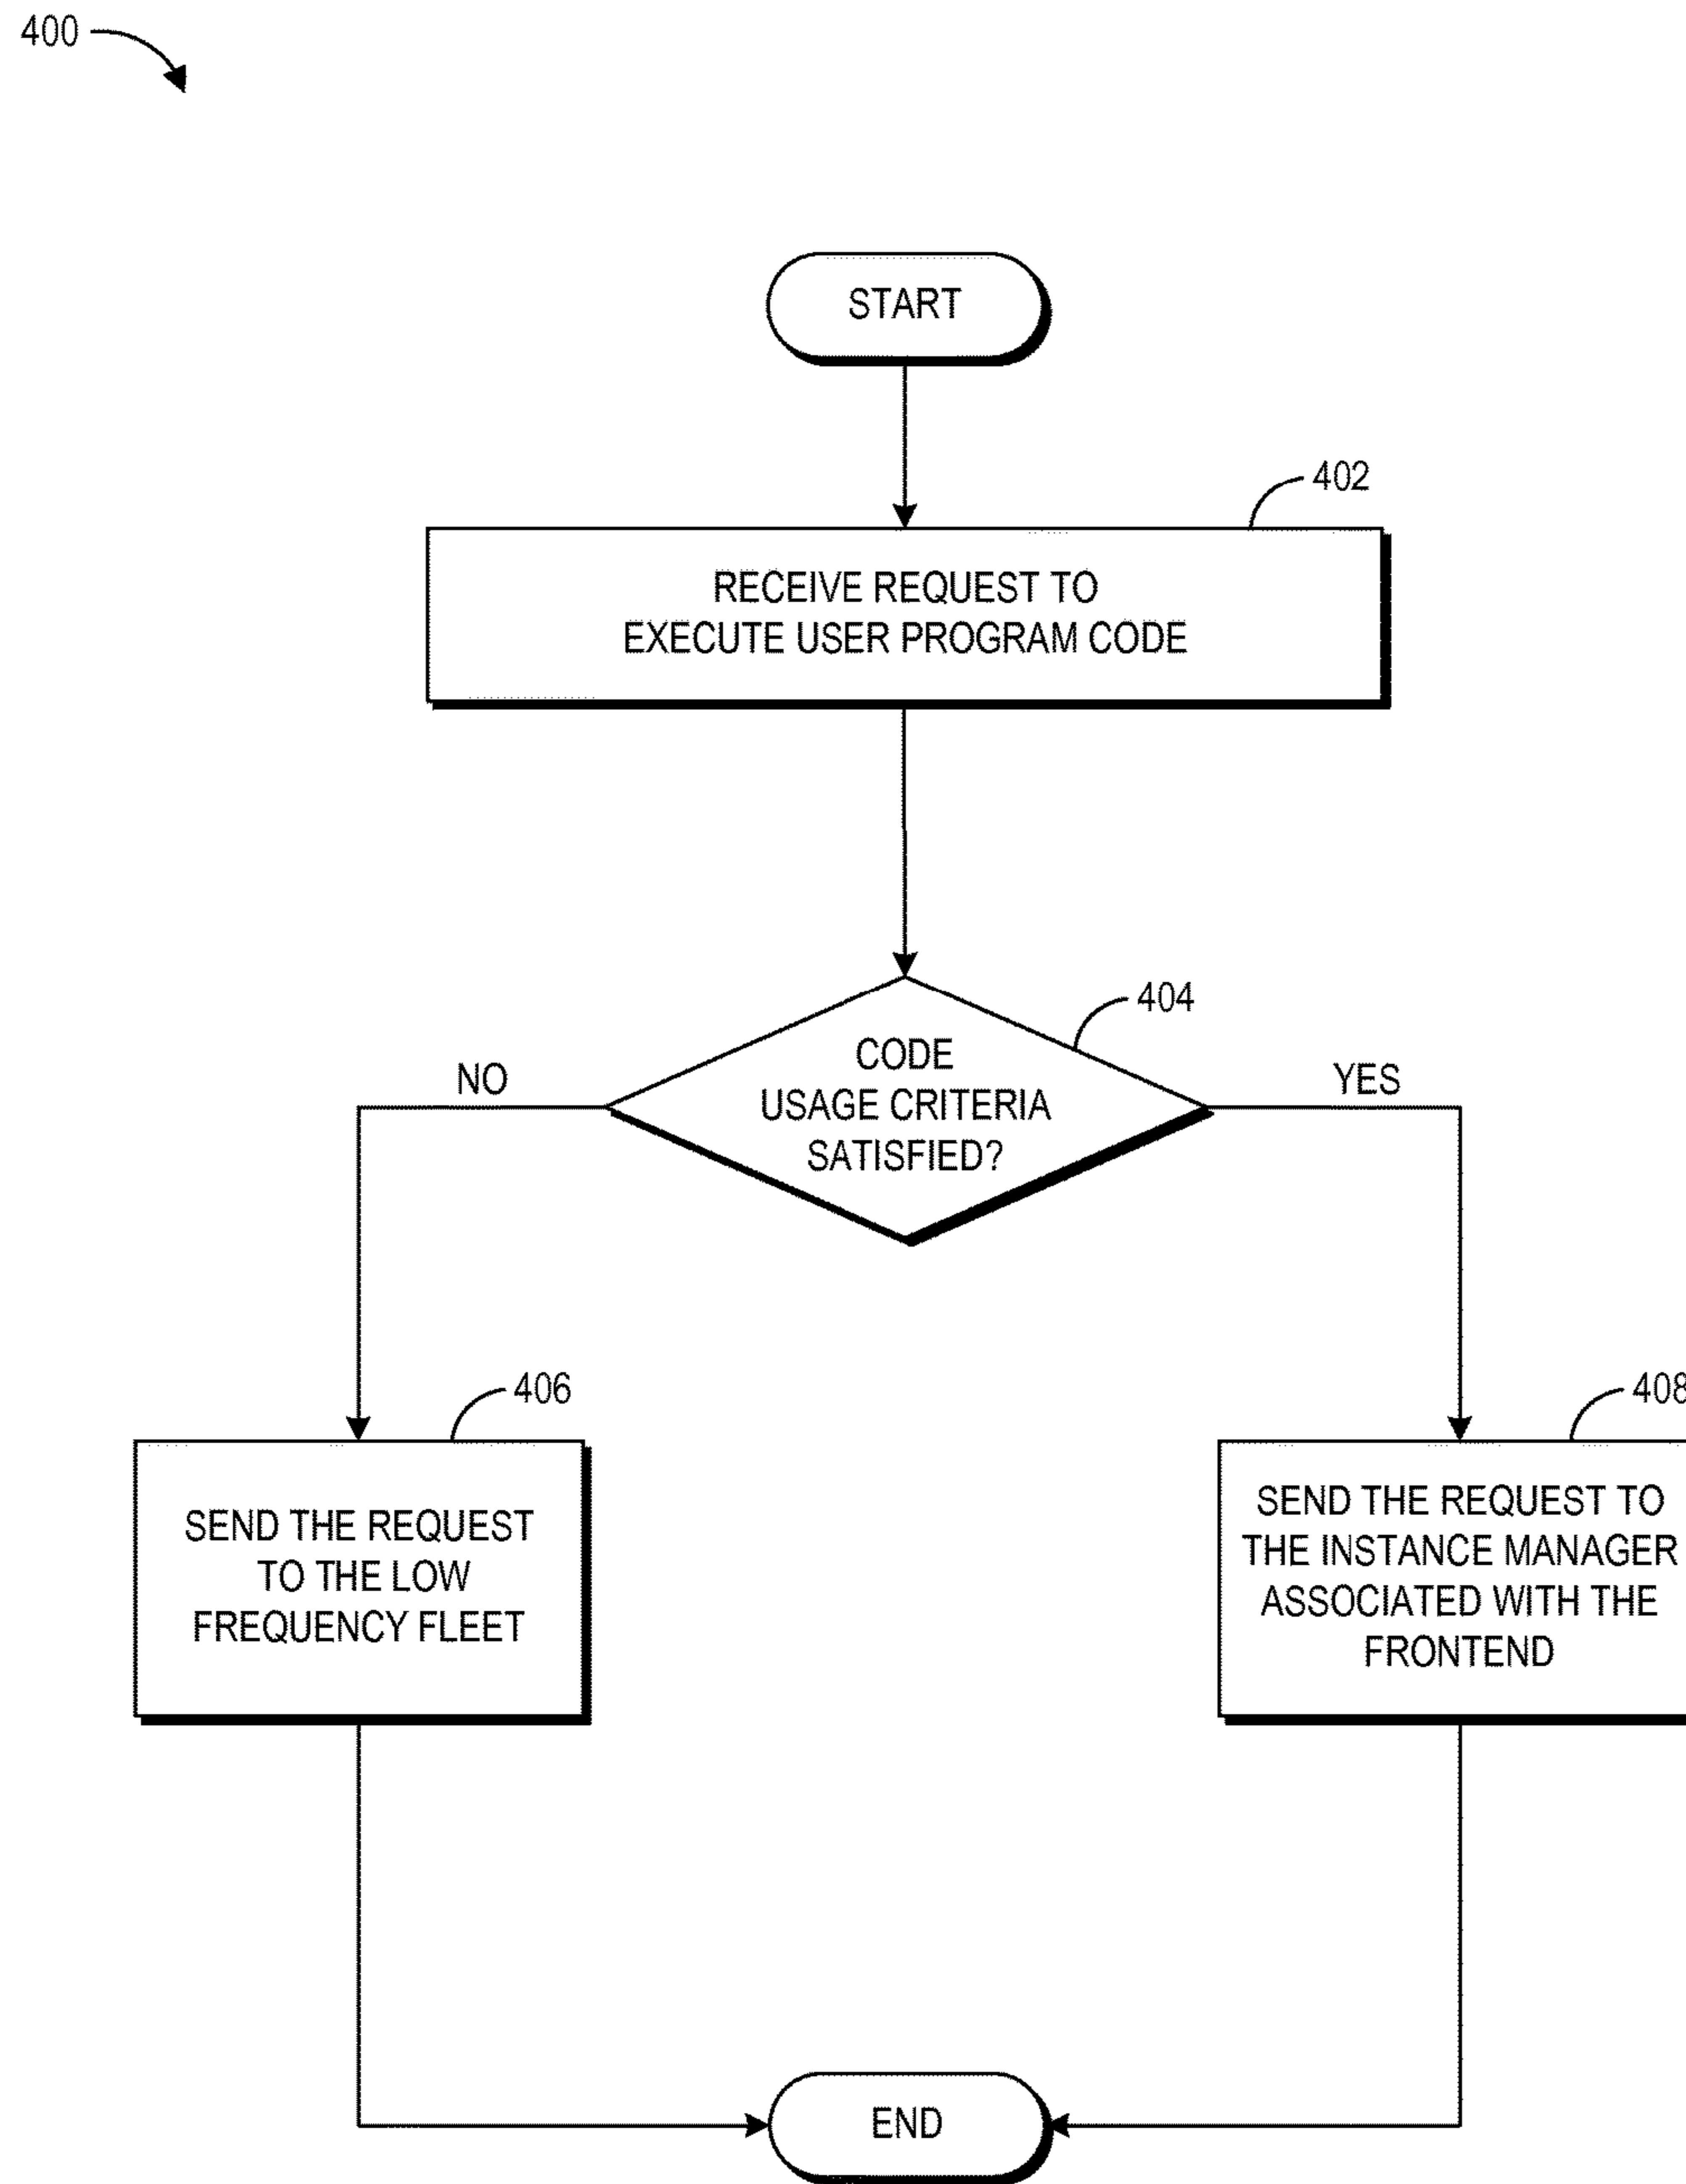 400
START
402
RECEIVE REQUEST TO
EXECUTE USER PROGRAM CODE
404
CODE
USAGE CRITERIA
SATISFIED?
NO
YES
406
SEND THE REQUEST
TO THE LOW
FREQUENCY FLEET
408
SEND THE REQUEST TO
THE INSTANCE MANAGER
ASSOCIATED WITH THE
FRONTEND
END